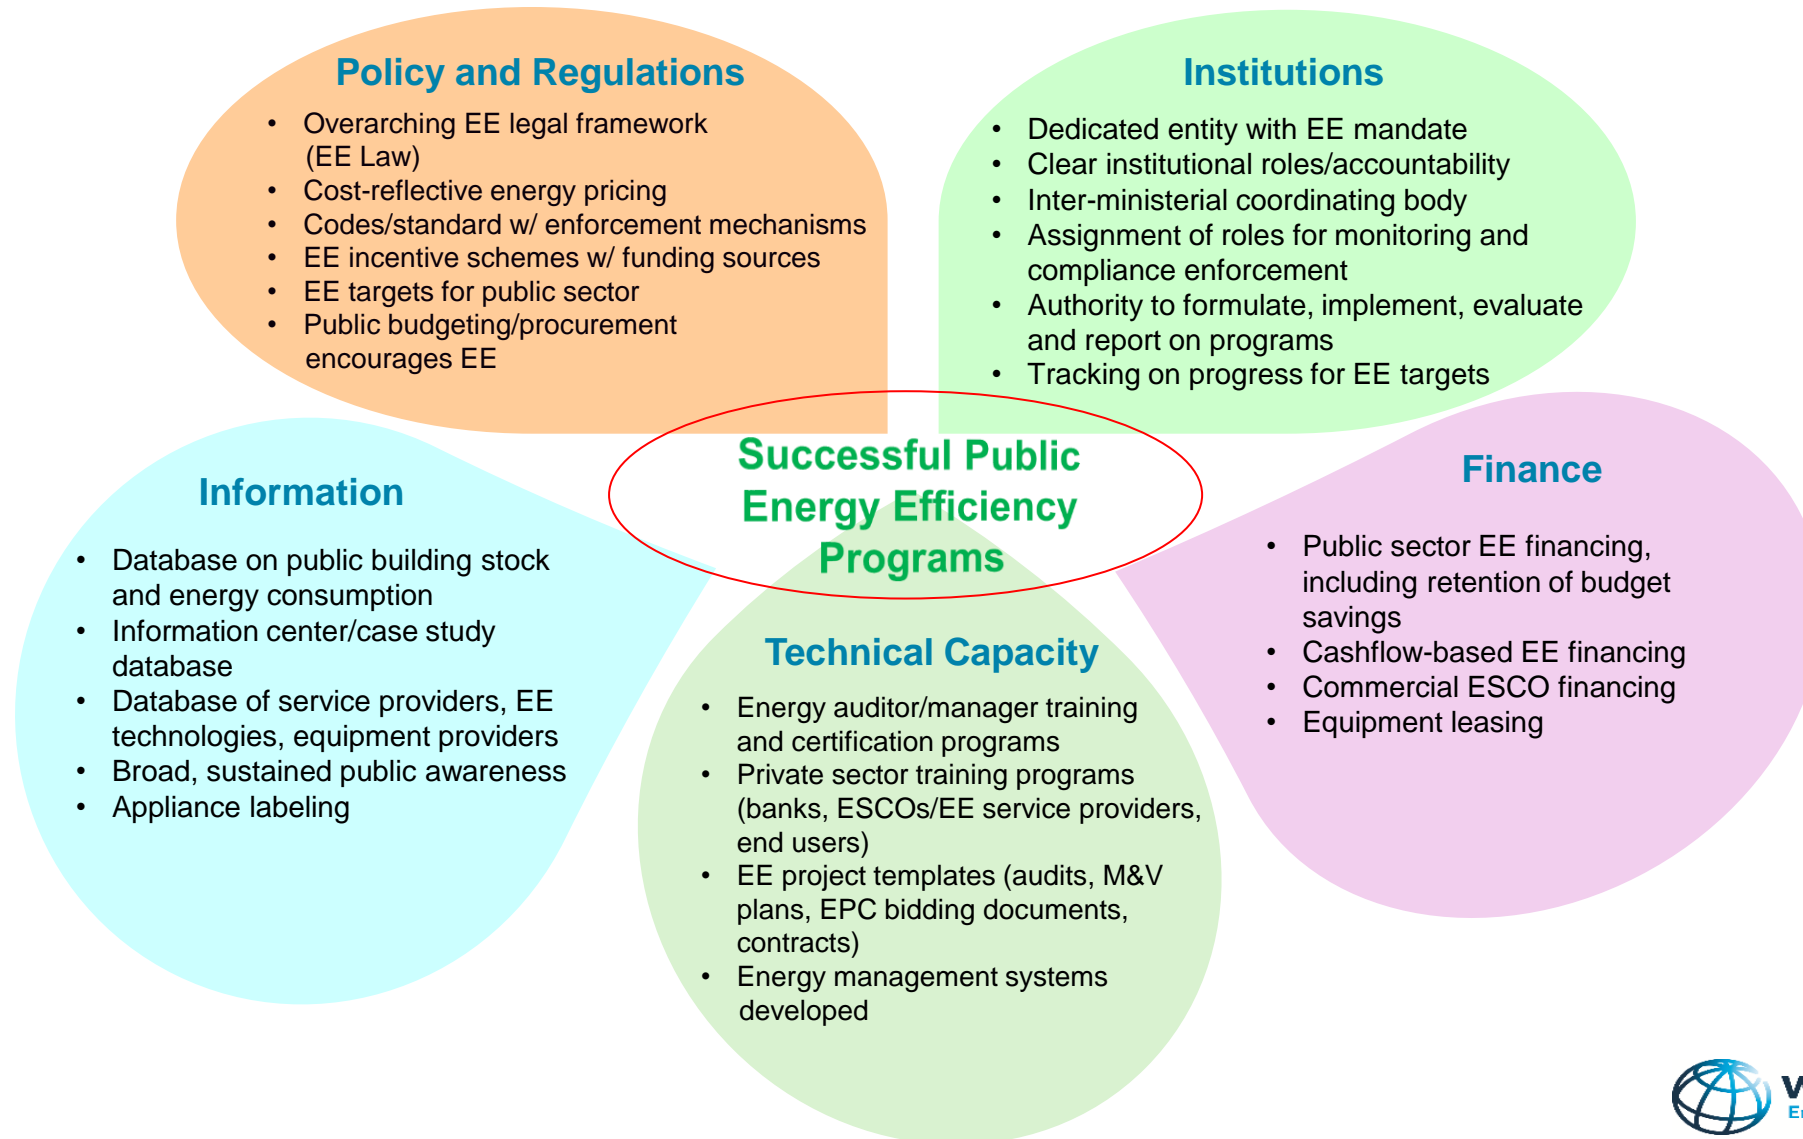 Policy and Regulations
• Overarching EE legal framework
(EE Law)
• Cost-reflective energy pricing
• Codes/standard w/ enforcement mechanisms
• EE incentive schemes w/ funding sources
• EE targets for public sector
• Public budgeting/procurement
encourages EE
Institutions
• Dedicated entity with EE mandate
• Clear institutional roles/accountability
• Inter-ministerial coordinating body
• Assignment of roles for monitoring and
compliance enforcement
• Authority to formulate, implement, evaluate
and report on programs
• Tracking on progress for EE targets
Successful Public
Energy Efficiency
Programs
Information
• Database on public building stock
and energy consumption
• Information center/case study
database
• Database of service providers, EE
technologies, equipment providers
• Broad, sustained public awareness
• Appliance labeling
Technical Capacity
• Energy auditor/manager training
and certification programs
• Private sector training programs
(banks, ESCOs/EE service providers,
end users)
• EE project templates (audits, M&V
plans, EPC bidding documents,
contracts)
• Energy management systems
developed
Finance
• Public sector EE financing,
including retention of budget
savings
• Cashflow-based EE financing
• Commercial ESCO financing
• Equipment leasing